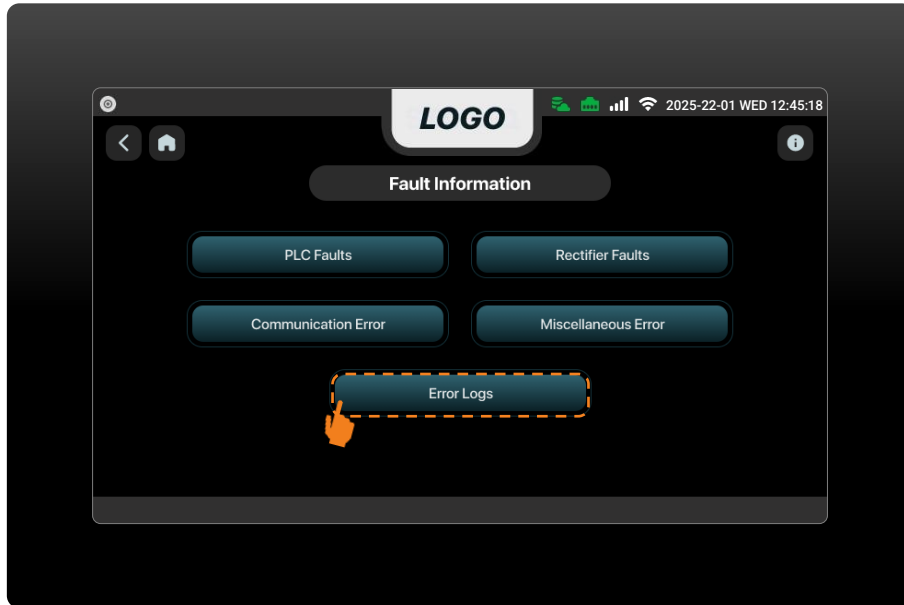 LOGO
2025-22-01 WED 12:45:18
Fault Information
PLC Faults
Rectifier Faults
Communication Error
Miscellaneous Error
Error Logs